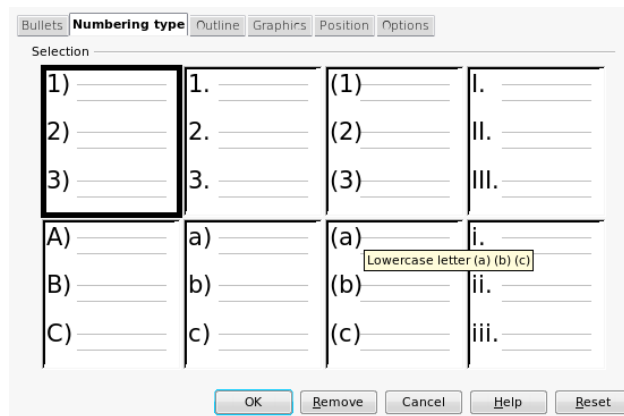 Bullets Numbering type Outline Graphics Position Options
Selection
1) 1. (1) I.
2) 2. (2) II.
3) 3. (3) III.
A) a) (a) i.
Lowercase letter (a) (b) (c)
B) b) (b) ii.
C) c) (c) iii.
OK Remove Cancel Help Reset